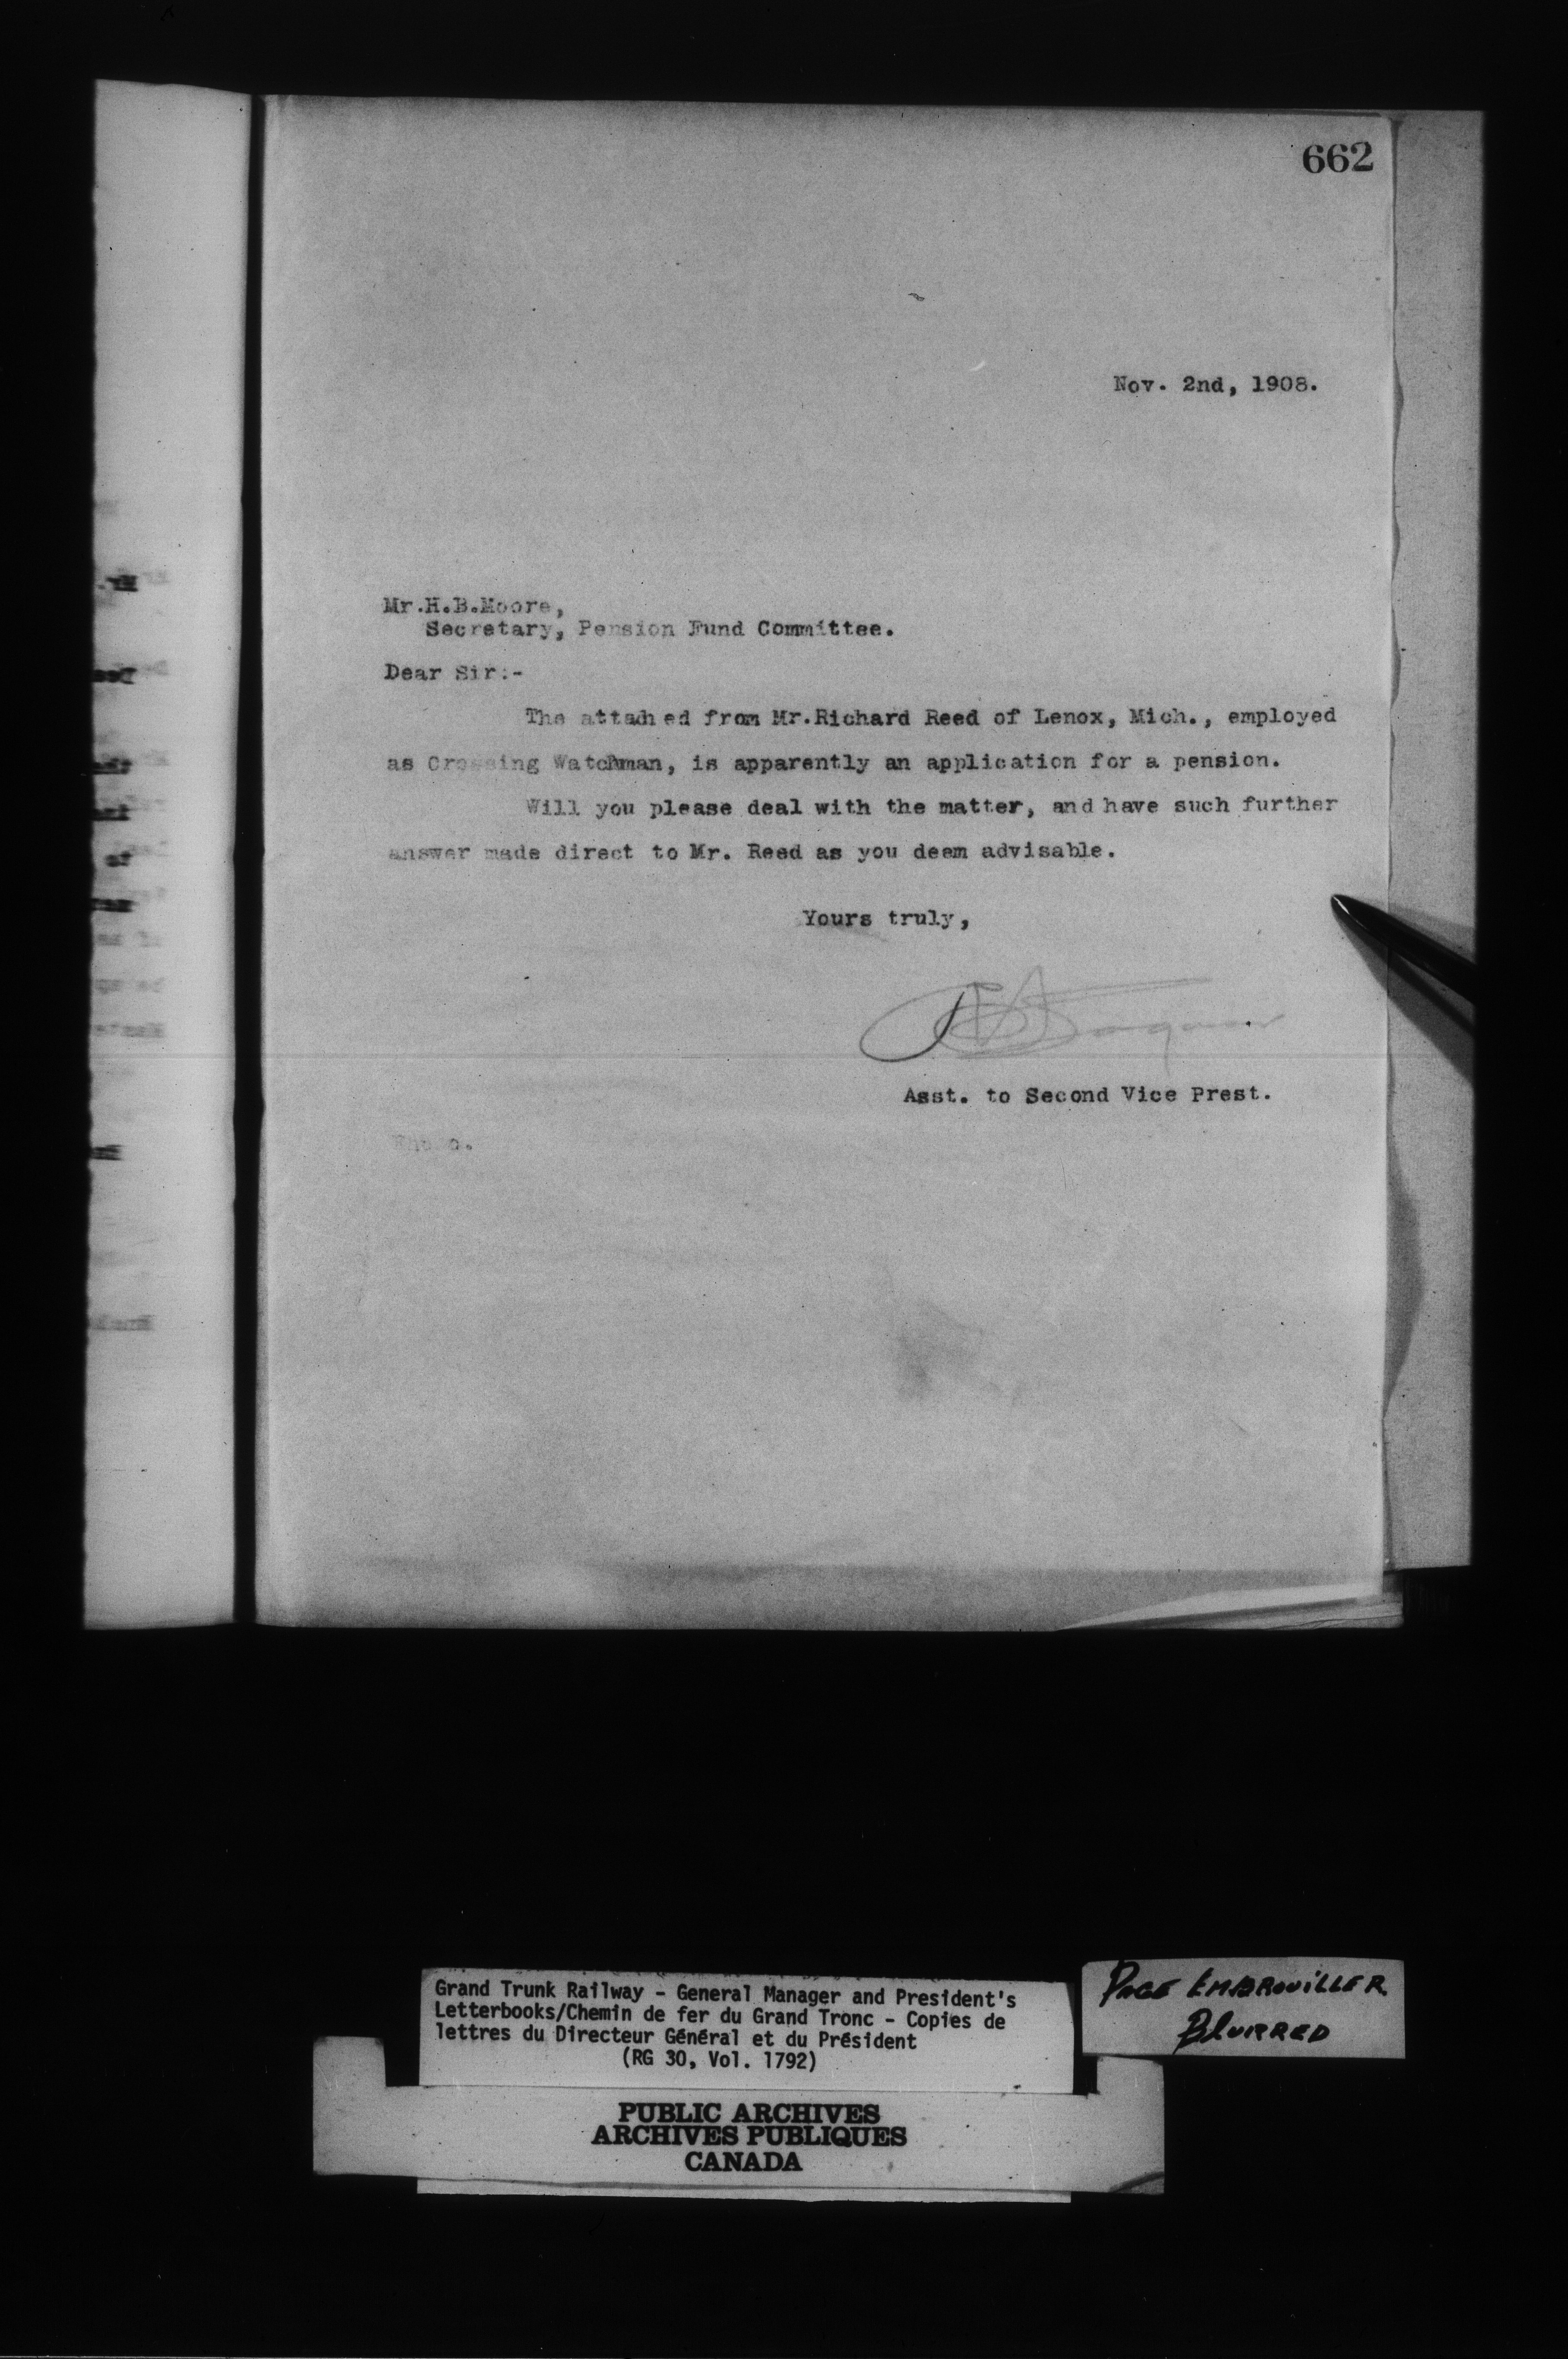 662
Nov. 2nd, 1908.
Mr.H.B.Moore,
Secretary, Pension Fund Committee.
Dear Sir:-
The attached from Mr.Richard Reed of Lenox, Mich., employed
as Crossing Watchman, is apparently an application for a pension.
Will you please deal with the matter, and have such further
answer made direct to Mr. Reed as you deem advisable.
Yours truly,
Asst. to Second Vice Prest.
Grand Trunk Railway - General Manager and President's
Letterbooks/Chemin de fer du Grand Tronc - Copies de
lettres du Directeur Général et du Président
(RG 30, Vol. 1792)
PAGE EMBROUILLER
BLURRED
PUBLIC ARCHIVES
ARCHIVES PUBLIQUES
CANADA